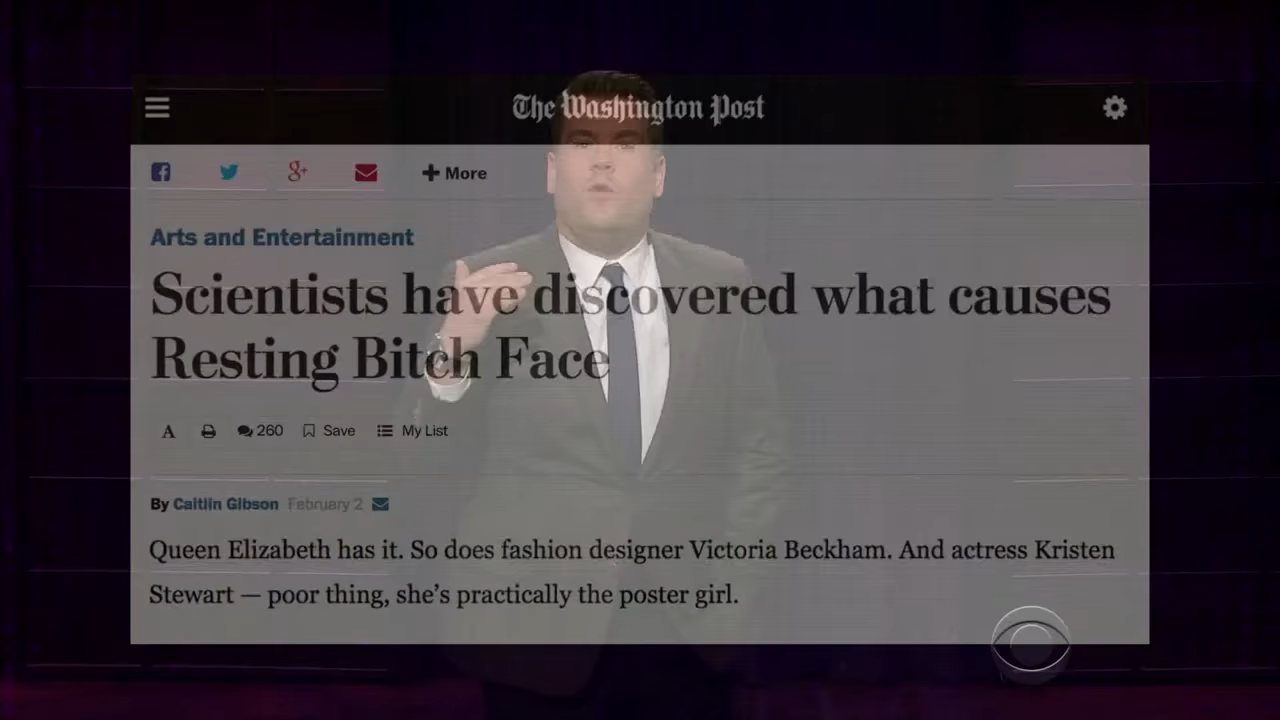 The Washington Post
g+ More
Arts and Entertainment
Scientists have discovered what causes
Resting Bitch Face
A 260 Save My List
By Caitlin Gibson February 2
Queen Elizabeth has it. So does fashion designer Victoria Beckham. And actress Kristen
Stewart — poor thing, she's practically the poster girl.